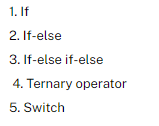 1. If
2. If-else
3. If-else if-else
4. Ternary operator
5. Switch